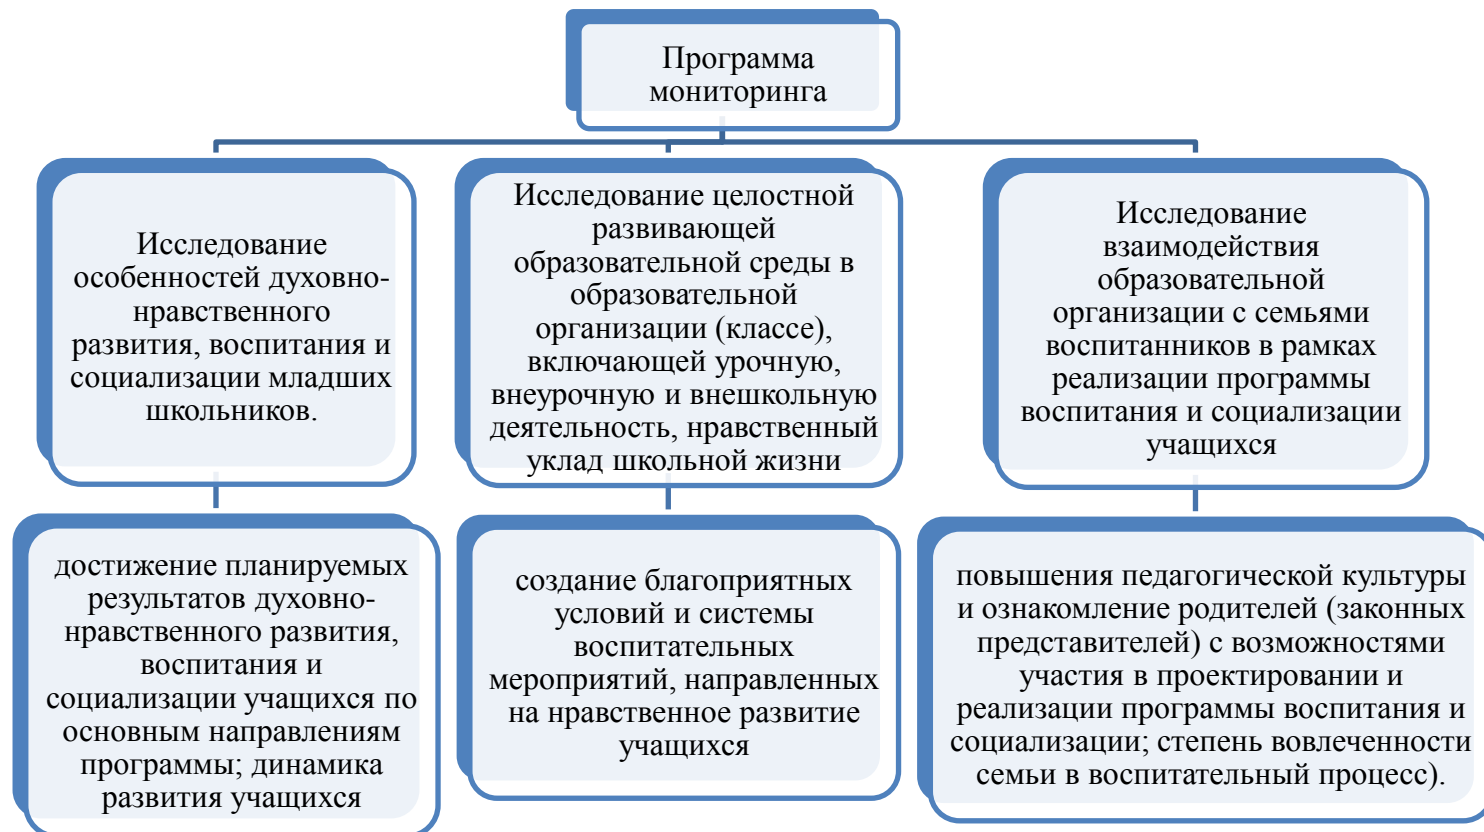 Программа
мониторинга
Исследование
особенностей духовно-
нравственного
развития, воспитания и
социализации младших
школьников.
Исследование целостной
развивающей
образовательной среды в
образовательной
организации (классе),
включающей урочную,
внеурочную и внешкольную
деятельность, нравственный
уклад школьной жизни
Исследование
взаимодействия
образовательной
организации с семьями
воспитанников в рамках
реализации программы
воспитания и социализации
учащихся
достижение планируемых
результатов духовно-
нравственного развития,
воспитания и
социализации учащихся по
основным направлениям
программы; динамика
развития учащихся
создание благоприятных
условий и системы
воспитательных
мероприятий, направленных
на нравственное развитие
учащихся
повышения педагогической культуры
и ознакомление родителей (законных
представителей) с возможностями
участия в проектировании и
реализации программы воспитания и
социализации; степень вовлеченности
семьи в воспитательный процесс).